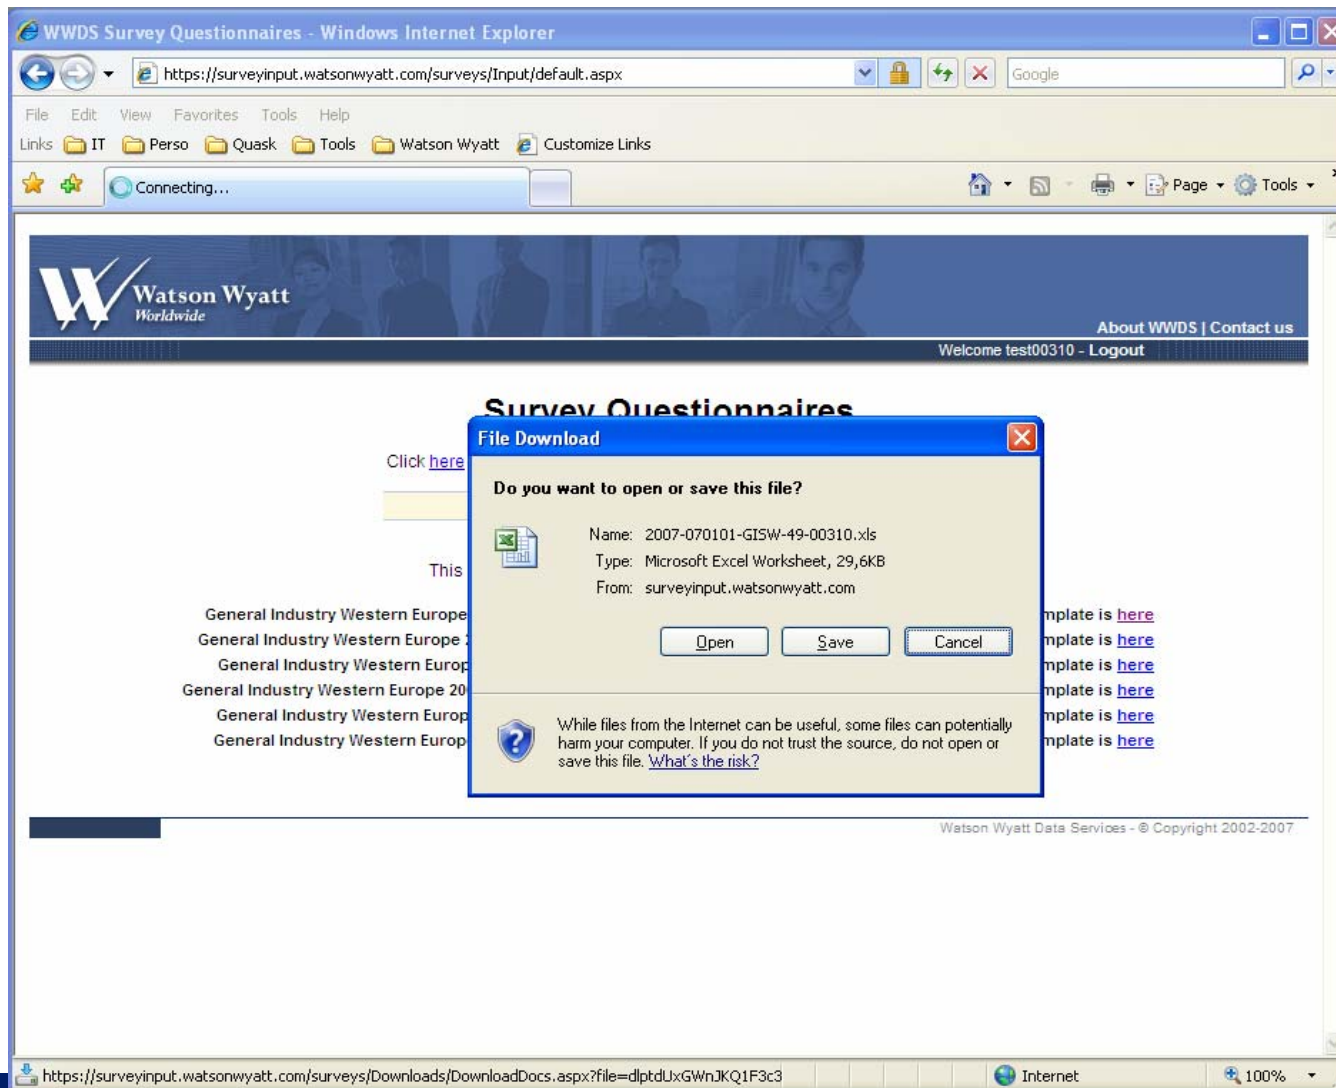 WWDS Survey Questionnaires - Windows Internet Explorer
https://surveyinput.watsonwyatt.com/surveys/Input/default.aspx
Google
File Edit View Favorites Tools Help
Links IT Perso Quask Tools Watson Wyatt Customize Links
Connecting...
Page Tools
Watson Wyatt
Worldwide
About WWDS | Contact us
Welcome test00310 - Logout
Survey Questionnaires
Click here
This
General Industry Western Europe
General Industry Western Europe
General Industry Western Europ
General Industry Western Europe 20
General Industry Western Europ
General Industry Western Europ
mplate is here
mplate is here
mplate is here
mplate is here
mplate is here
mplate is here
File Download
Do you want to open or save this file?
Name: 2007-070101-GISW-49-00310.xls
Type: Microsoft Excel Worksheet, 29,6KB
From: surveyinput.watsonwyatt.com
Open Save Cancel
While files from the Internet can be useful, some files can potentially
harm your computer. If you do not trust the source, do not open or
save this file. What's the risk?
Watson Wyatt Data Services - © Copyright 2002-2007
https://surveyinput.watsonwyatt.com/surveys/Downloads/DownloadDocs.aspx?file=dlptdUxGWnJKQ1F3c3
Internet
100%